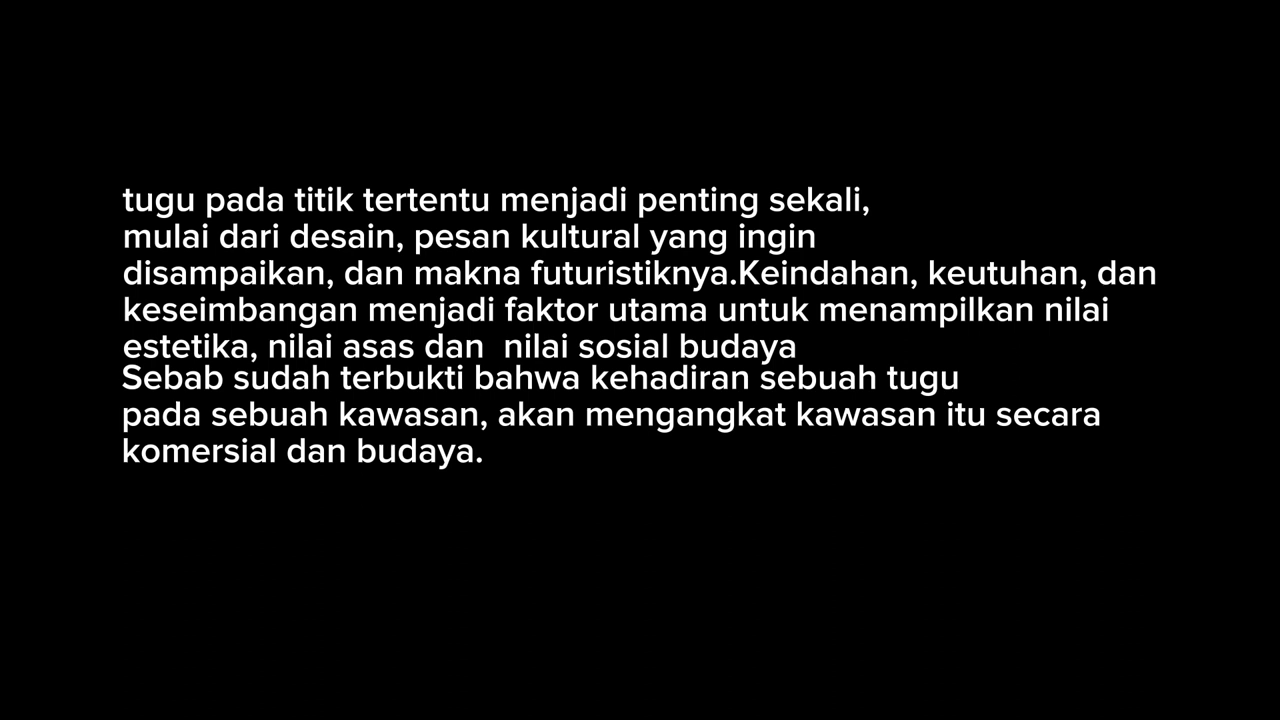 tugu pada titik tertentu menjadi penting sekali,
mulai dari desain, pesan kultural yang ingin
disampaikan, dan makna futuristiknya.Keindahan, keutuhan, dan
keseimbangan menjadi faktor utama untuk menampilkan nilai
estetika, nilai asas dan  nilai sosial budaya
Sebab sudah terbukti bahwa kehadiran sebuah tugu
pada sebuah kawasan, akan mengangkat kawasan itu secara
komersial dan budaya.